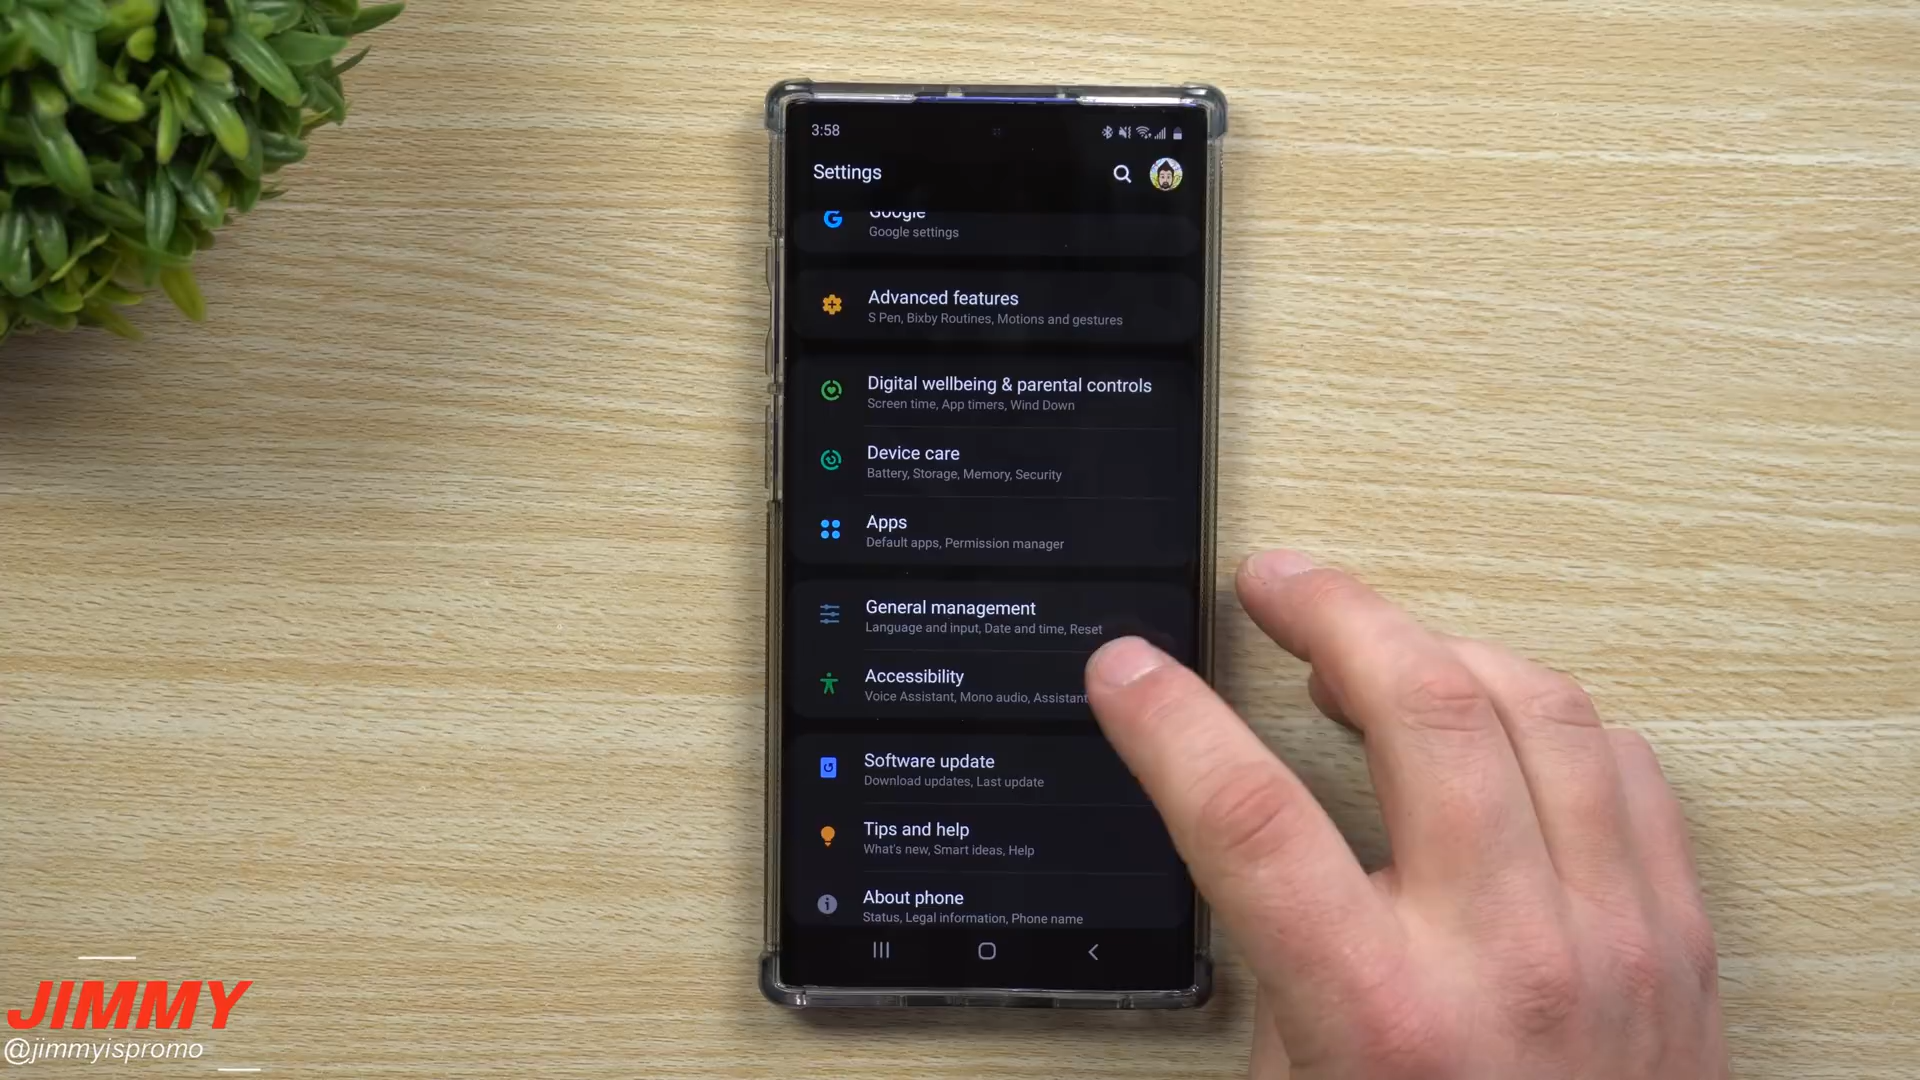 3:58
Settings
Google
Google settings
Advanced features
S Pen, Bixby Routines, Motions and gestures
Digital wellbeing & parental controls
Screen time, App timers, Wind Down
Device care
Battery, Storage, Memory, Security
Apps
Default apps, Permission manager
General management
Language and input, Date and time, Reset
Accessibility
Voice Assistant, Mono audio, Assistant
Software update
Download updates, Last update
Tips and help
What's new, Smart ideas, Help
About phone
Status, Legal information, Phone name
JIMMY
@jimmyispromo